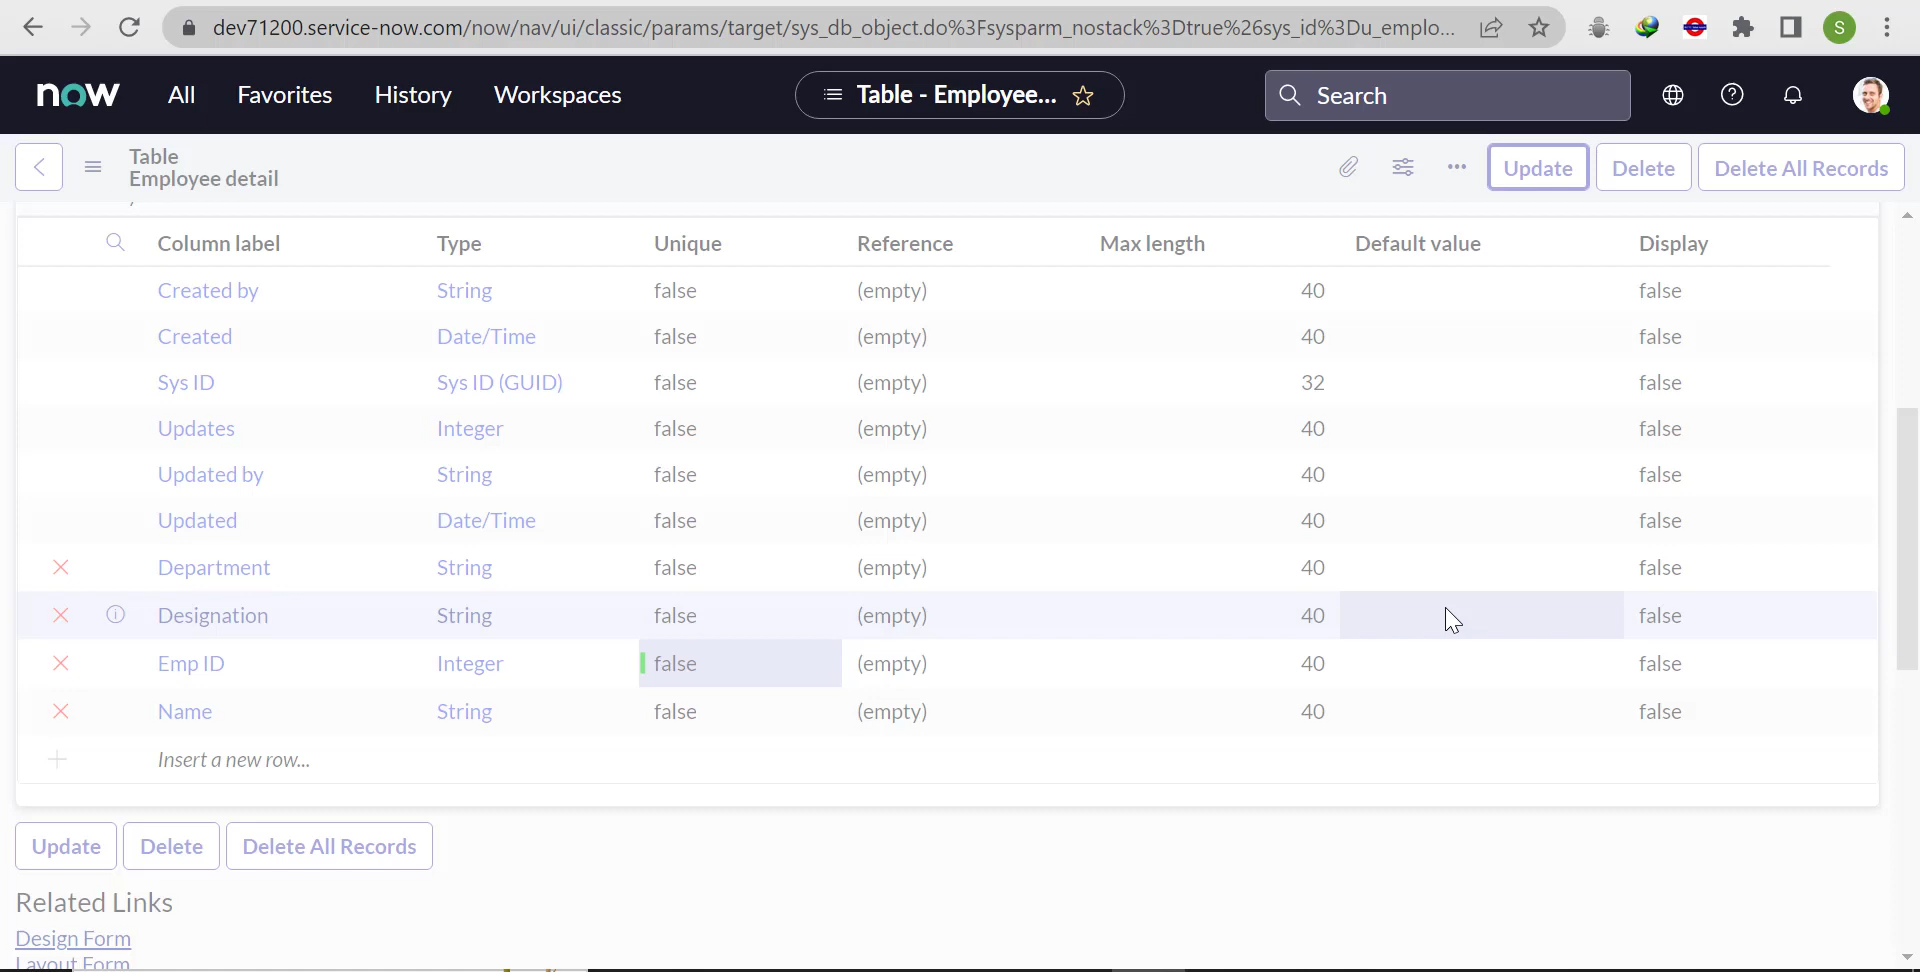 dev71200.service-now.com/now/nav/ui/classic/params/target/sys_db_object.do%3Fsysparm_nostack%3Dtrue%26sys_id%3Du_emplo...
S
now All Favorites History Workspaces Table - Employee... Search
Table
Employee detail
Update Delete Delete All Records
Column label Type Unique Reference Max length Default value Display
Created by String false (empty) 40 false
Created Date/Time false (empty) 40 false
Sys ID Sys ID (GUID) false (empty) 32 false
Updates Integer false (empty) 40 false
Updated by String false (empty) 40 false
Updated Date/Time false (empty) 40 false
Department String false (empty) 40 false
Designation String false (empty) 40 false
Emp ID Integer false (empty) 40 false
Name String false (empty) 40 false
Insert a new row...
Update Delete Delete All Records
Related Links
Design Form
Layout Form